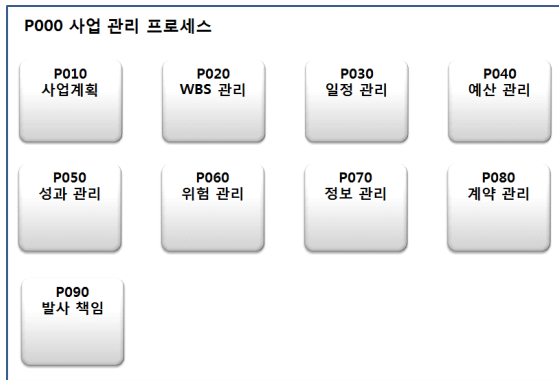 P000 사업 관리 프로세스
P010
사업계획
P020
WBS 관리
P030
일정 관리
P040
예산 관리
P050
성과 관리
P060
위험 관리
P070
정보 관리
P080
계약 관리
P090
발사 책임